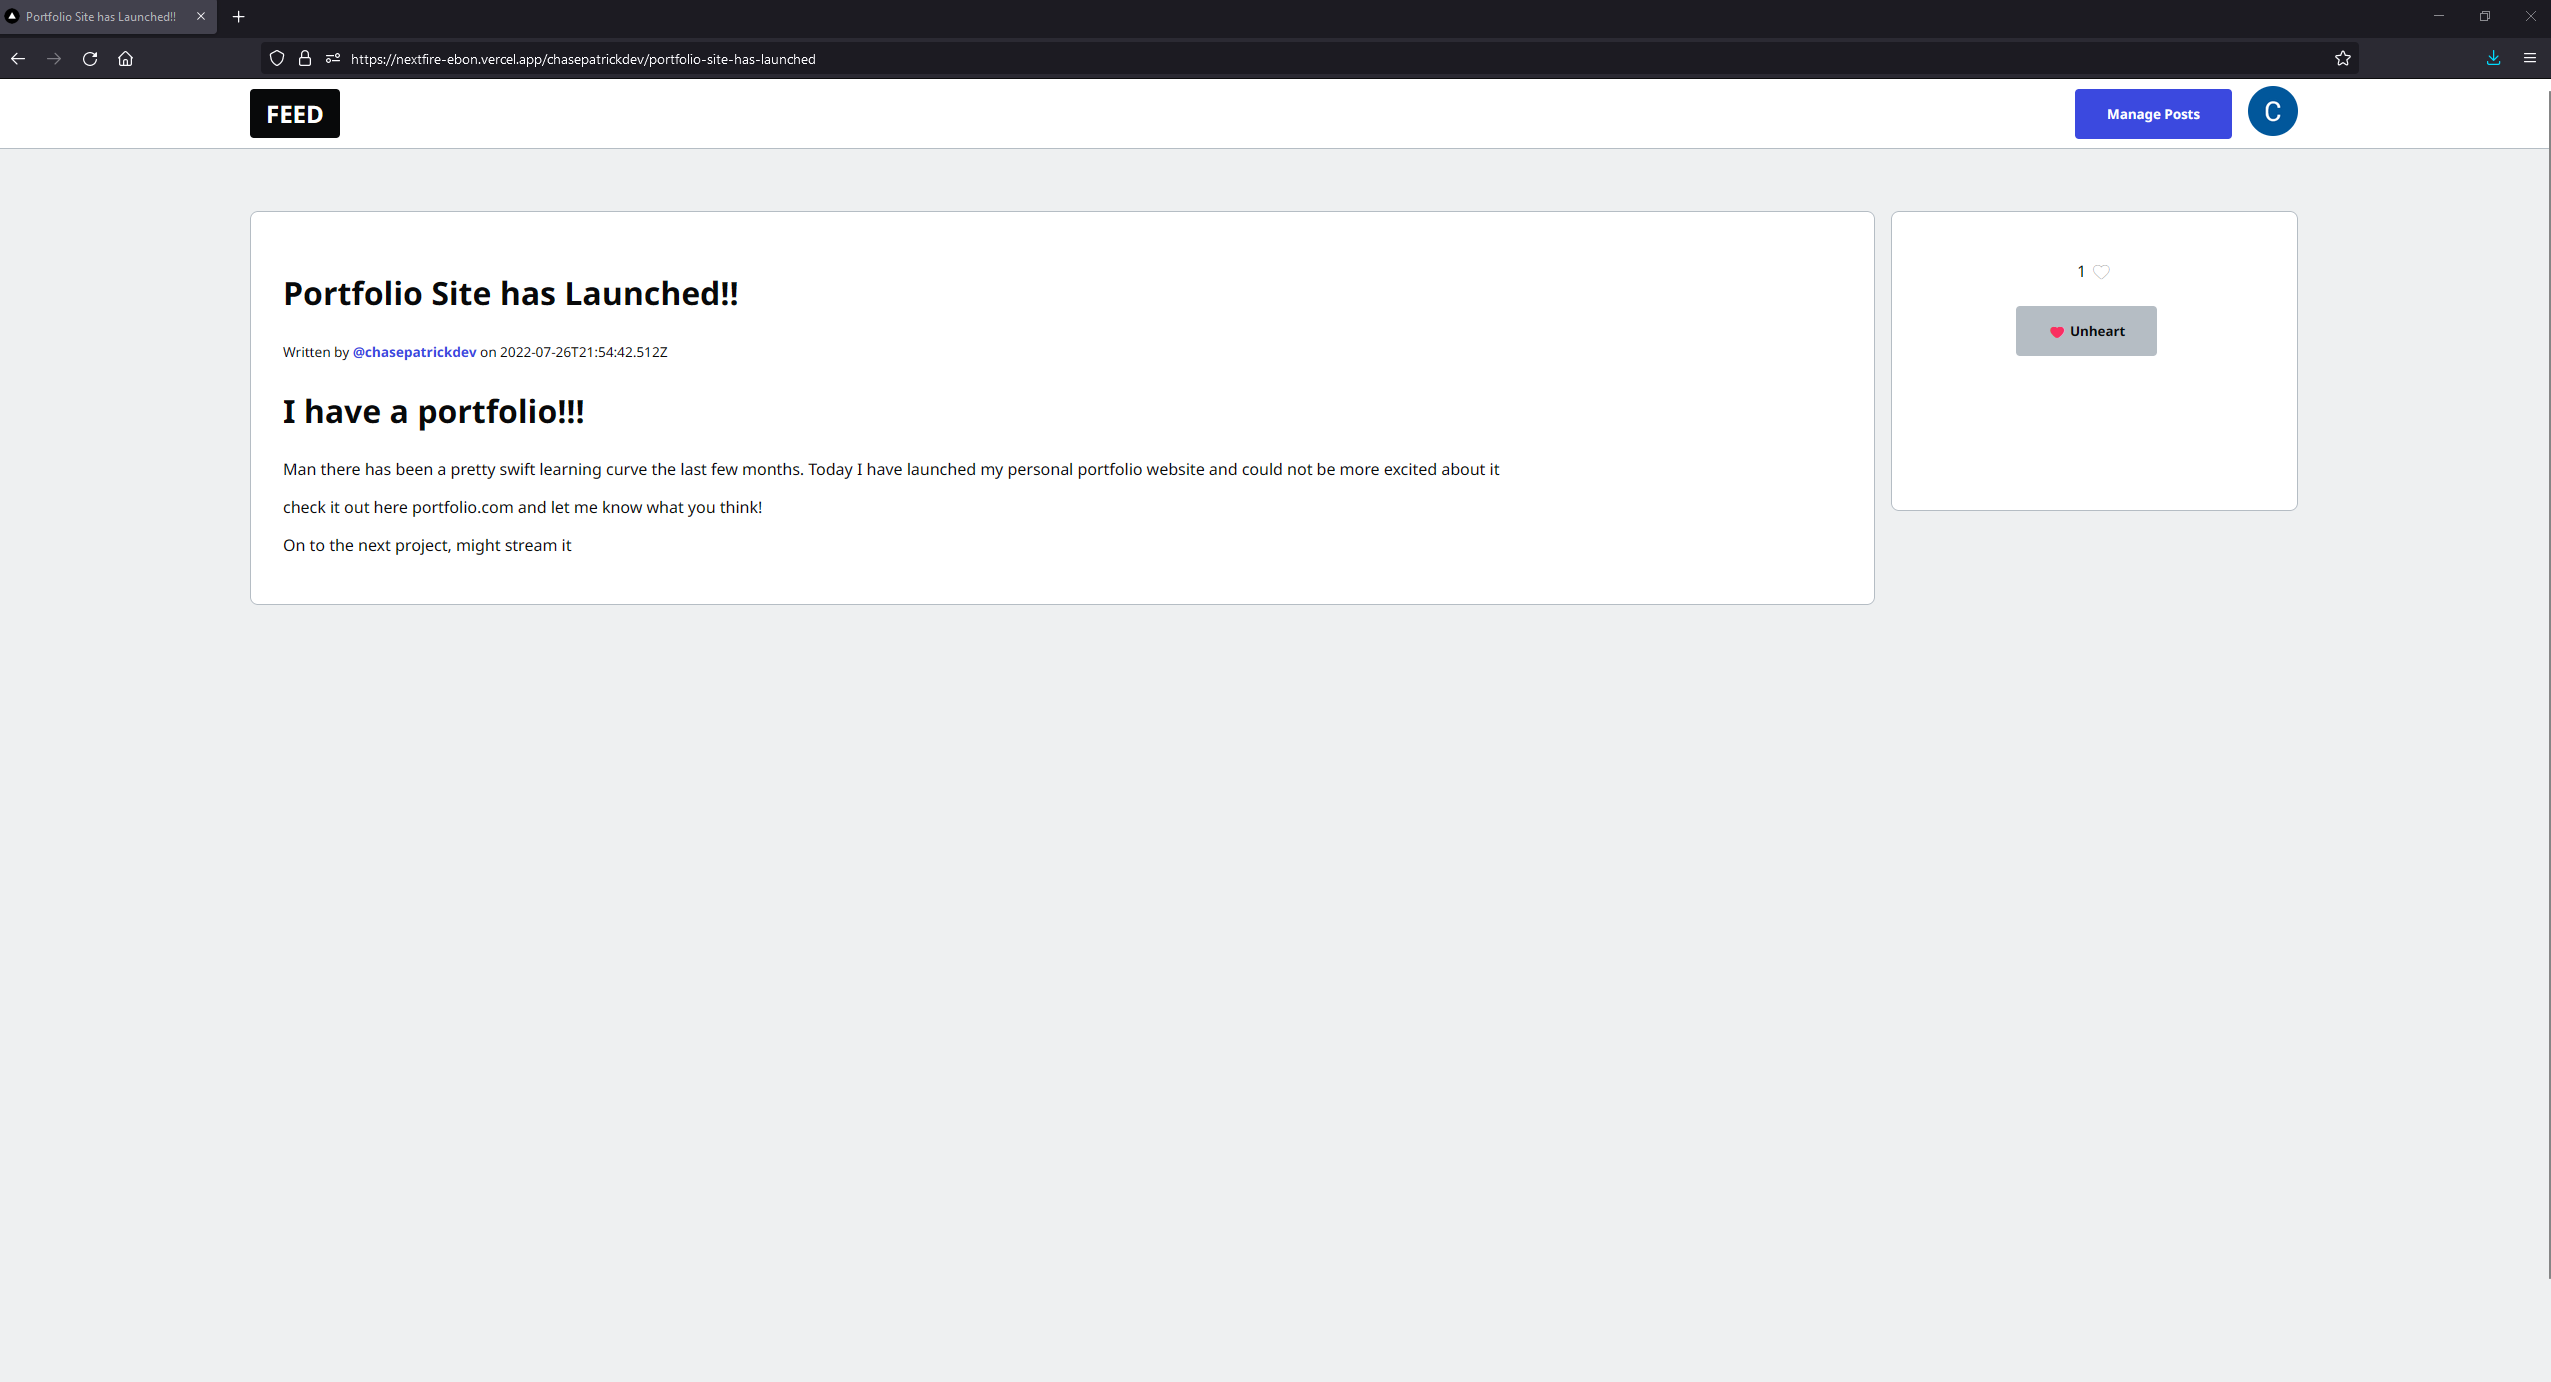 Portfolio Site has Launched!!
https://nextfire-ebon.vercel.app/chasepatrickdev/portfolio-site-has-launched
FEED
Manage Posts
C
Portfolio Site has Launched!!
Written by @chasepatrickdev on 2022-07-26T21:54:42.512Z
I have a portfolio!!!
Man there has been a pretty swift learning curve the last few months. Today I have launched my personal portfolio website and could not be more excited about it
check it out here portfolio.com and let me know what you think!
On to the next project, might stream it
1
Unheart